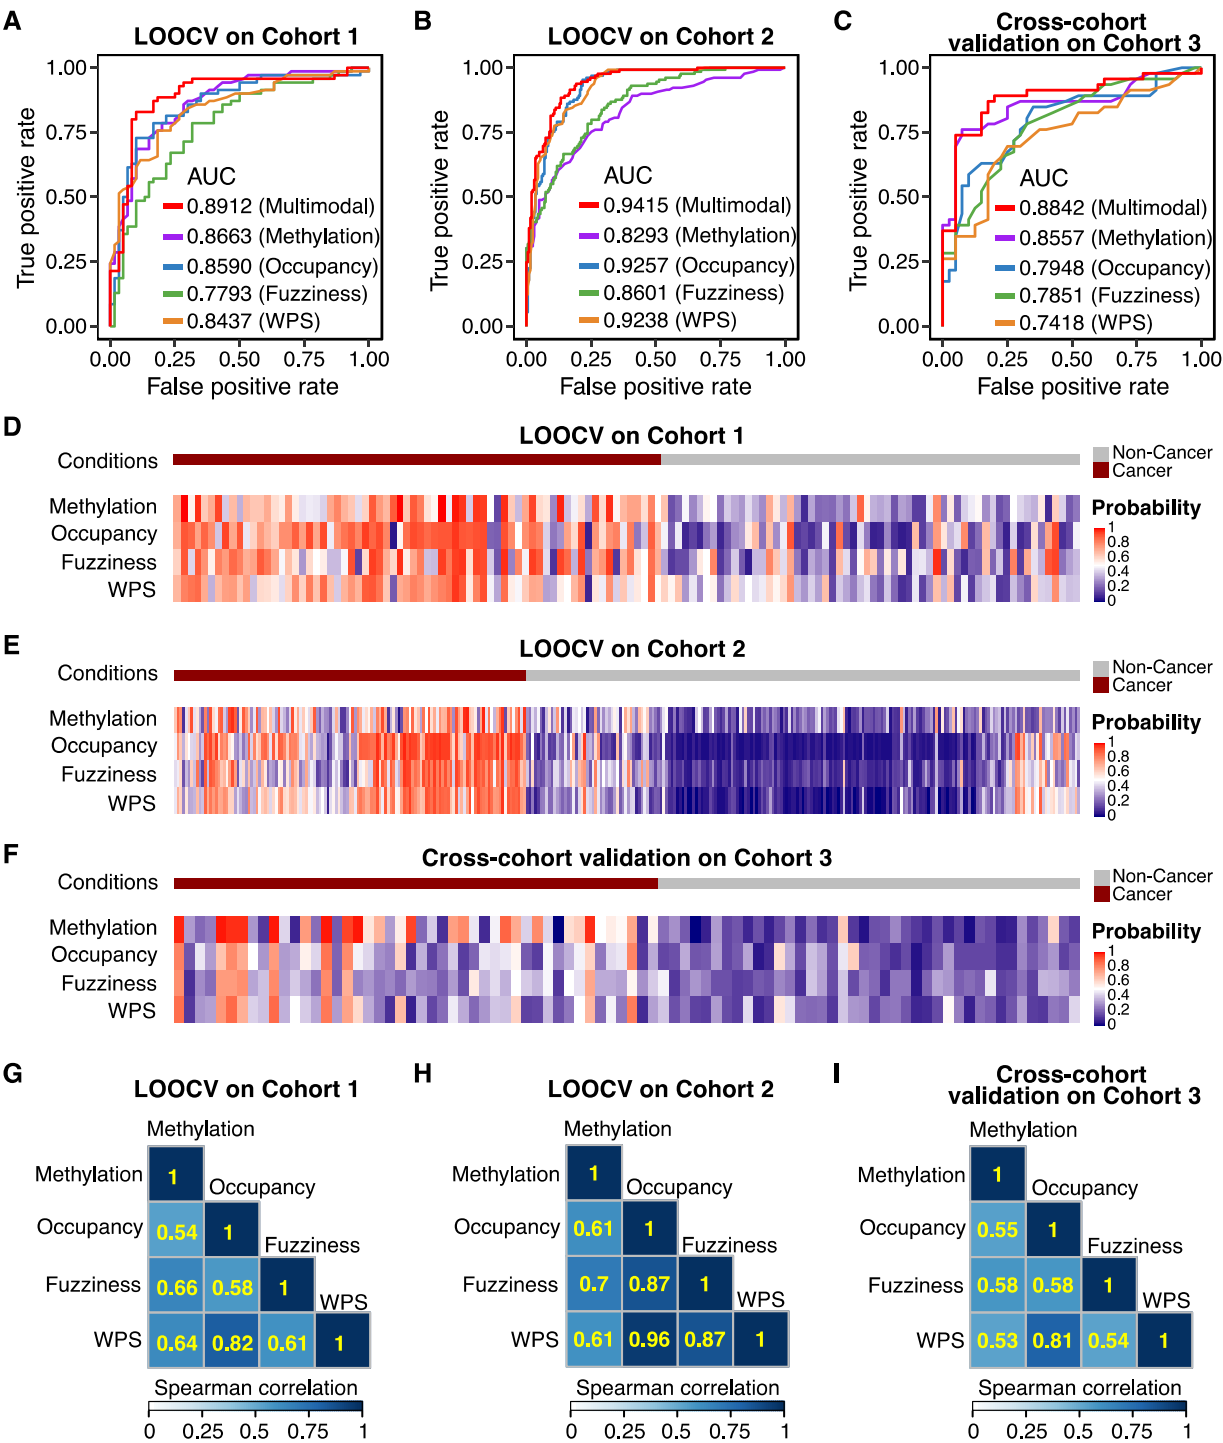 A
LOOCV on Cohort 1
True positive rate
1.00
0.75
0.50
0.25
0.00
AUC
0.8912 (Multimodal)
0.8663 (Methylation)
0.8590 (Occupancy)
0.7793 (Fuzziness)
0.8437 (WPS)
0.00 0.25 0.50 0.75 1.00
False positive rate
B
LOOCV on Cohort 2
True positive rate
1.00
0.75
0.50
0.25
0.00
AUC
0.9415 (Multimodal)
0.8293 (Methylation)
0.9257 (Occupancy)
0.8601 (Fuzziness)
0.9238 (WPS)
0.00 0.25 0.50 0.75 1.00
False positive rate
C
Cross-cohort
validation on Cohort 3
True positive rate
1.00
0.75
0.50
0.25
0.00
AUC
0.8842 (Multimodal)
0.8557 (Methylation)
0.7948 (Occupancy)
0.7851 (Fuzziness)
0.7418 (WPS)
0.00 0.25 0.50 0.75 1.00
False positive rate
D
LOOCV on Cohort 1
Conditions
Non-Cancer
Cancer
Methylation
Occupancy
Fuzziness
WPS
Probability
1
0.8
0.6
0.4
0.2
0
E
LOOCV on Cohort 2
Conditions
Non-Cancer
Cancer
Methylation
Occupancy
Fuzziness
WPS
Probability
1
0.8
0.6
0.4
0.2
0
F
Cross-cohort validation on Cohort 3
Conditions
Non-Cancer
Cancer
Methylation
Occupancy
Fuzziness
WPS
Probability
1
0.8
0.6
0.4
0.2
0
G
LOOCV on Cohort 1
Methylation
Methylation 1 Occupancy
Occupancy 0.54 1 Fuzziness
Fuzziness 0.66 0.58 1 WPS
WPS 0.64 0.82 0.61 1
Spearman correlation
0 0.25 0.5 0.75 1
H
LOOCV on Cohort 2
Methylation
Methylation 1 Occupancy
Occupancy 0.61 1 Fuzziness
Fuzziness 0.7 0.87 1 WPS
WPS 0.61 0.96 0.87 1
Spearman correlation
0 0.25 0.5 0.75 1
I
Cross-cohort
validation on Cohort 3
Methylation
Methylation 1 Occupancy
Occupancy 0.55 1 Fuzziness
Fuzziness 0.58 0.58 1 WPS
WPS 0.53 0.81 0.54 1
Spearman correlation
0 0.25 0.5 0.75 1